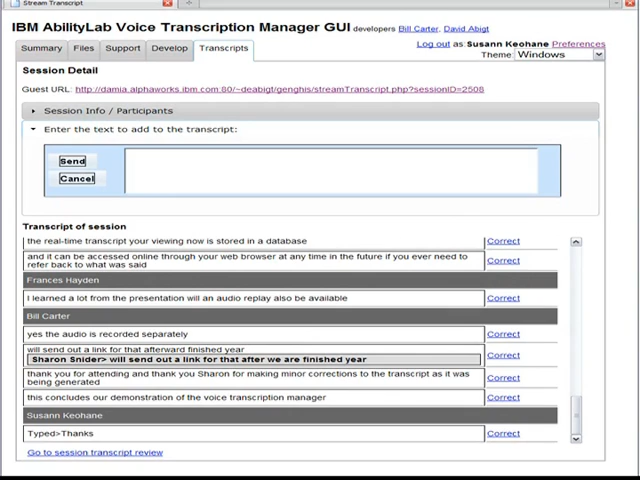 Stream Transcript
IBM AbilityLab Voice Transcription Manager GUI developers Bill Carter, David Abigt
Log out as: Susann Keohane Preferences
Theme: Windows
Summary Files Support Develop Transcripts
Session Detail
Guest URL: http://damia.alphaworks.ibm.com:80/~deabigt/genghis/streamTranscript.php?sessionID=2508
Session Info / Participants
Enter the text to add to the transcript:
Send
Cancel
Transcript of session
the real-time transcript your viewing now is stored in a database Correct
and it can be accessed online through your web browser at any time in the future if you ever need to
refer back to what was said Correct
Frances Hayden
I learned a lot from the presentation will an audio replay also be available Correct
Bill Carter
yes the audio is recorded separately Correct
will send out a link for that afterward finished year
Sharon Snider> will send out a link for that after we are finished year Correct
thank you for attending and thank you Sharon for making minor corrections to the transcript as it was
being generated Correct
this concludes our demonstration of the voice transcription manager Correct
Susann Keohane
Typed>Thanks Correct
Go to session transcript review